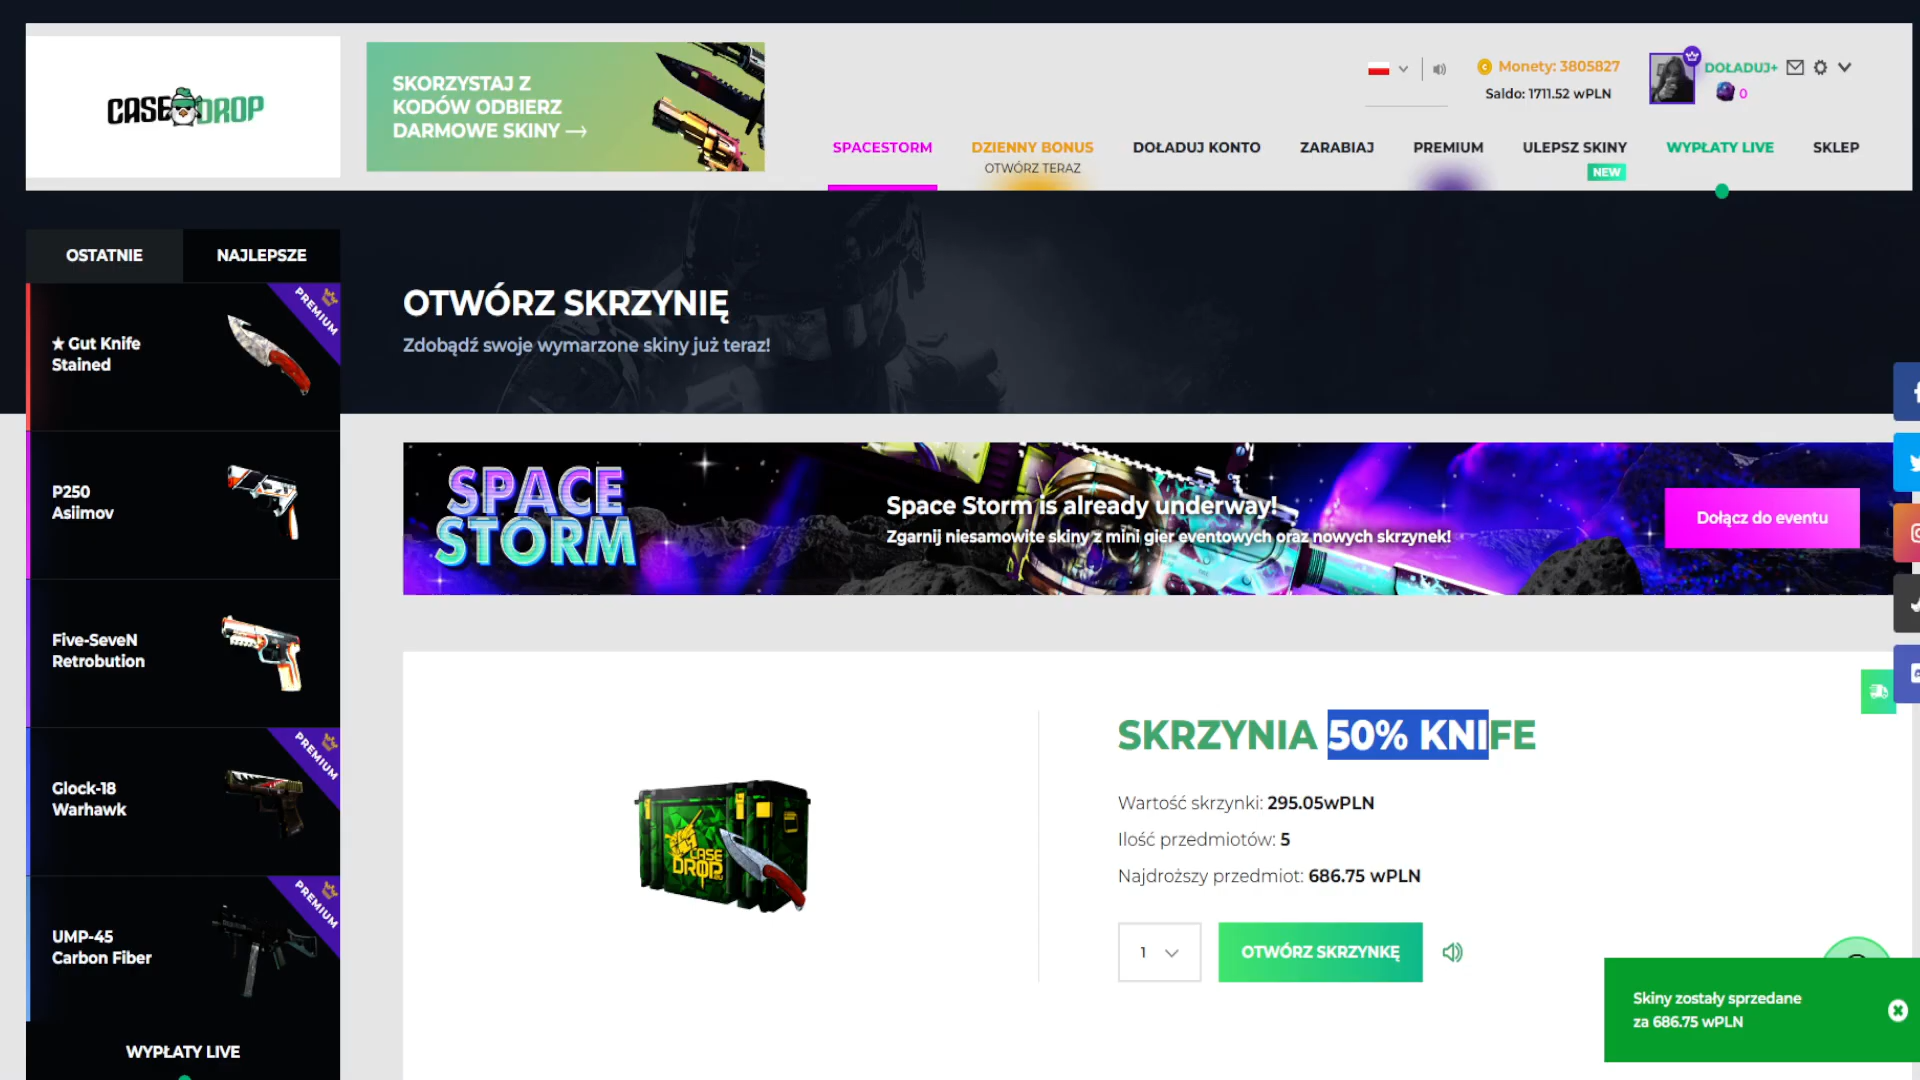 CASE DROP
SKORZYSTAJ Z
KODÓW ODBIERZ
DARMOWE SKINY →
Monety: 3805827
Saldo: 1711.52 wPLN
DOŁADUJ+
0
SPACESTORM
DZIENNY BONUS
OTWÓRZ TERAZ
DOŁADUJ KONTO
ZARABIAJ
PREMIUM
ULEPSZ SKINY
NEW
WYPŁATY LIVE
SKLEP
OSTATNIE
NAJLEPSZE
OTWÓRZ SKRZYNIĘ
Zdobądź swoje wymarzone skiny już teraz!
★ Gut Knife
Stained
PREMIUM
P250
Asiimov
Five-SeveN
Retrobution
Glock-18
Warhawk
PREMIUM
UMP-45
Carbon Fiber
PREMIUM
WYPŁATY LIVE
SPACE
STORM
Space Storm is already underway!
Zgarnij niesamowite skiny z mini gier eventowych oraz nowych skrzynek!
Dołącz do eventu
CASE
DROP
SKRZYNIA 50% KNIFE
Wartość skrzynki: 295.05wPLN
Ilość przedmiotów: 5
Najdroższy przedmiot: 686.75 wPLN
1
OTWÓRZ SKRZYNKĘ
Skiny zostały sprzedane
za 686.75 wPLN